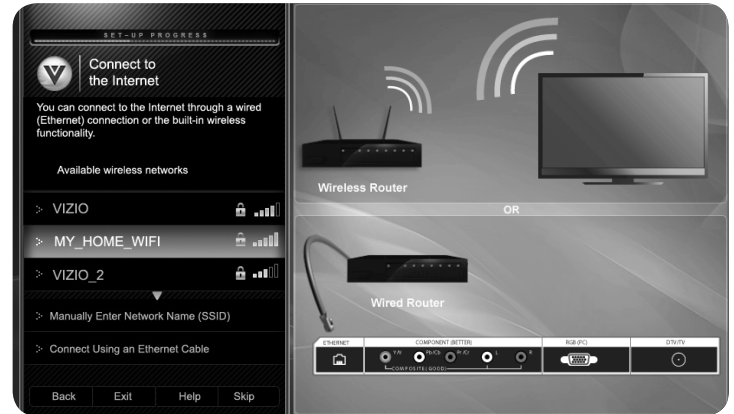 SET-UP PROGRESS
V
Connect to
the Internet
You can connect to the Internet through a wired
(Ethernet) connection or the built-in wireless
functionality.
Available wireless networks
VIZIO
MY_HOME_WIFI
VIZIO_2
Manually Enter Network Name (SSID)
Connect Using an Ethernet Cable
Back Exit Help Skip
Wireless Router
OR
Wired Router
ETHERNET COMPONENT (BETTER) RGB (PC) DTV/TV
Y/V Pb/Cb Pr/Cr L R
COMPOSITE(GOOD)